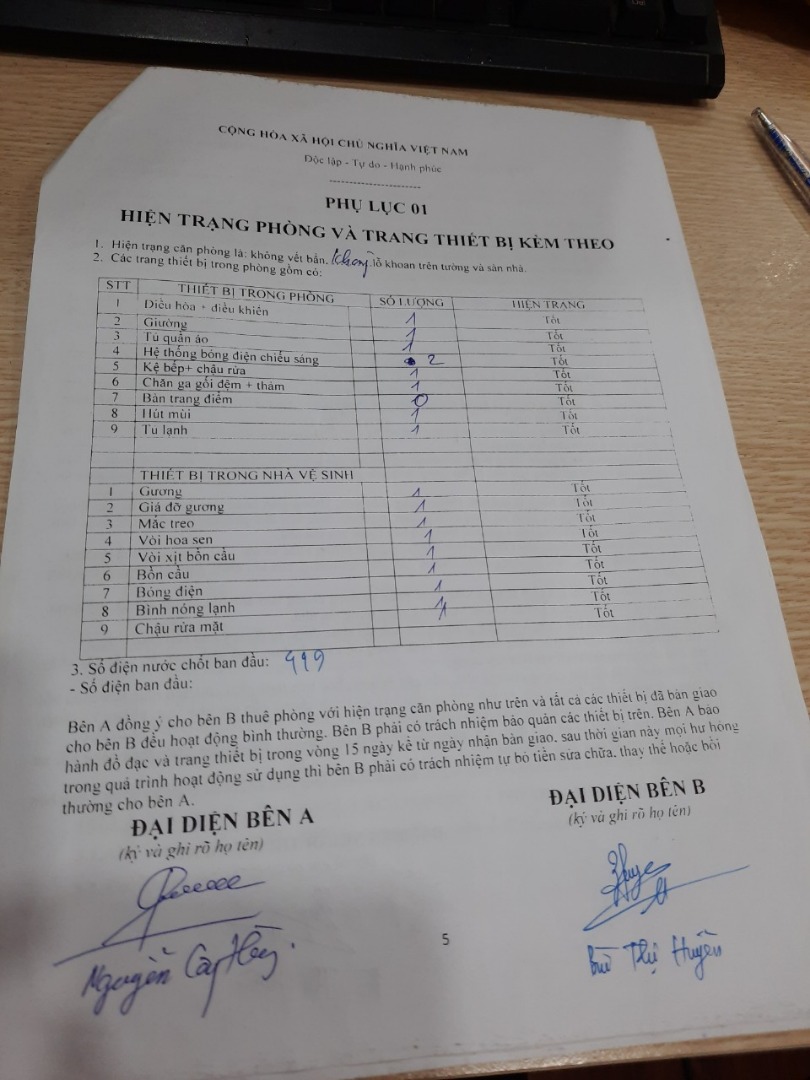 CỘNG HÒA XÃ HỘI CHỦ NGHĨA VIỆT NAM
Độc lập - Tự do - Hạnh phúc
-----------------------
PHỤ LỤC 01
HIỆN TRẠNG PHÒNG VÀ TRANG THIẾT BỊ KÈM THEO
1. Hiện trạng căn phòng là: không vết bẩn, không lỗ khoan trên tường và sàn nhà.
2. Các trang thiết bị trong phòng gồm có:
STT THIẾT BỊ TRONG PHÒNG SỐ LƯỢNG HIỆN TRẠNG
1 Điều hòa + điều khiển 1 Tốt
2 Giường 1 Tốt
3 Tủ quần áo 1 Tốt
4 Hệ thống bóng điện chiếu sáng 2 Tốt
5 Kệ bếp+ chậu rửa 1 Tốt
6 Chăn ga gối đệm + thảm 1 Tốt
7 Bàn trang điểm 0 Tốt
8 Hút mùi 1 Tốt
9 Tu lạnh 1 Tốt
THIẾT BỊ TRONG NHÀ VỆ SINH
1 Gương 1 Tốt
2 Giá đỡ gương 1 Tốt
3 Mắc treo 1 Tốt
4 Vòi hoa sen 1 Tốt
5 Vòi xịt bồn cầu 1 Tốt
6 Bồn cầu 1 Tốt
7 Bóng điện 1 Tốt
8 Bình nóng lạnh 1 Tốt
9 Chậu rửa mặt Tốt
3. Số điện nước chốt ban đầu: 919
- Số điện ban đầu:
Bên A đồng ý cho bên B thuê phòng với hiện trạng căn phòng như trên và tất cả các thiết bị đã bàn giao
cho bên B đều hoạt động bình thường. Bên B phải có trách nhiệm bảo quản các thiết bị trên. Bên A bảo
hành đồ đạc và trang thiết bị trong vòng 15 ngày kể từ ngày nhận bàn giao, sau thời gian này mọi hư hỏng
trong quá trình hoạt động sử dụng thì bên B phải có trách nhiệm tự bỏ tiền sửa chữa, thay thế hoặc bồi
thường cho bên A.
ĐẠI DIỆN BÊN A
(ký và ghi rõ họ tên)
ĐẠI DIỆN BÊN B
(ký và ghi rõ họ tên)
Nguyễn
Bùi Thị Huyền
5